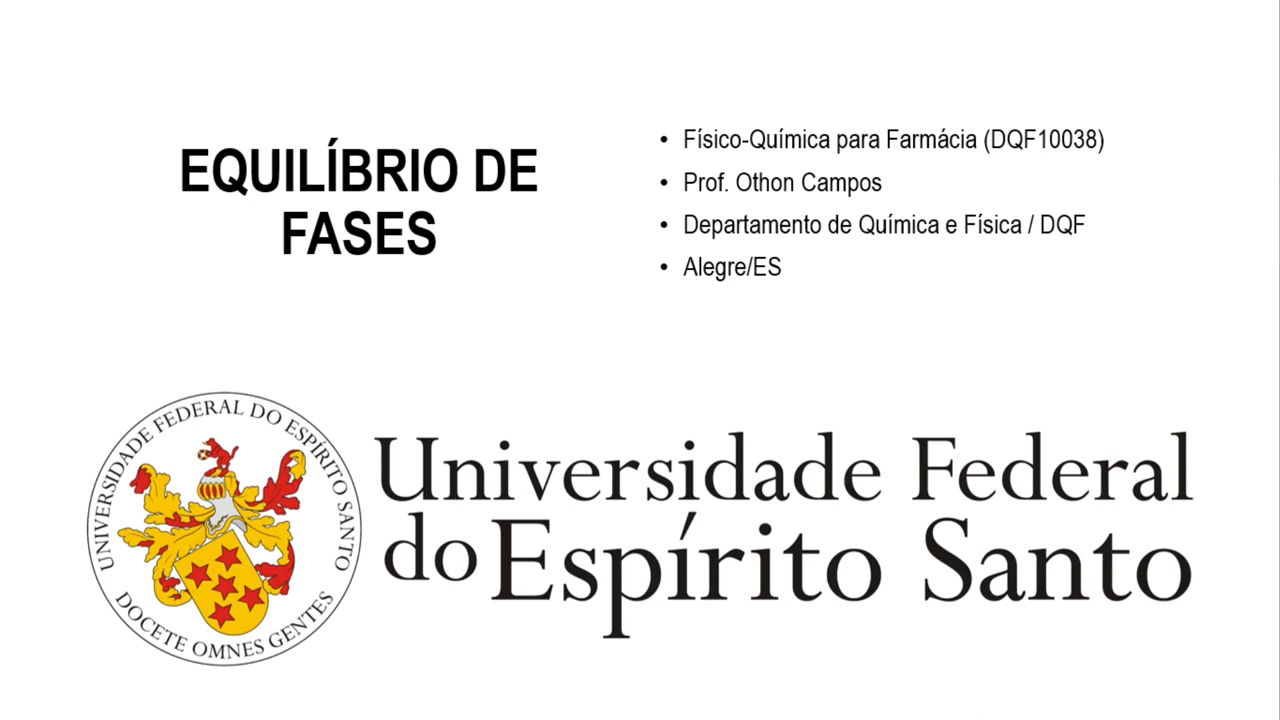 EQUILÍBRIO DE
FASES
• Físico-Química para Farmácia (DQF10038)
• Prof. Othon Campos
• Departamento de Química e Física / DQF
• Alegre/ES
UNIVERSIDADE FEDERAL DO ESPÍRITO SANTO
DOCETE OMNES GENTES
Universidade Federal
do Espírito Santo